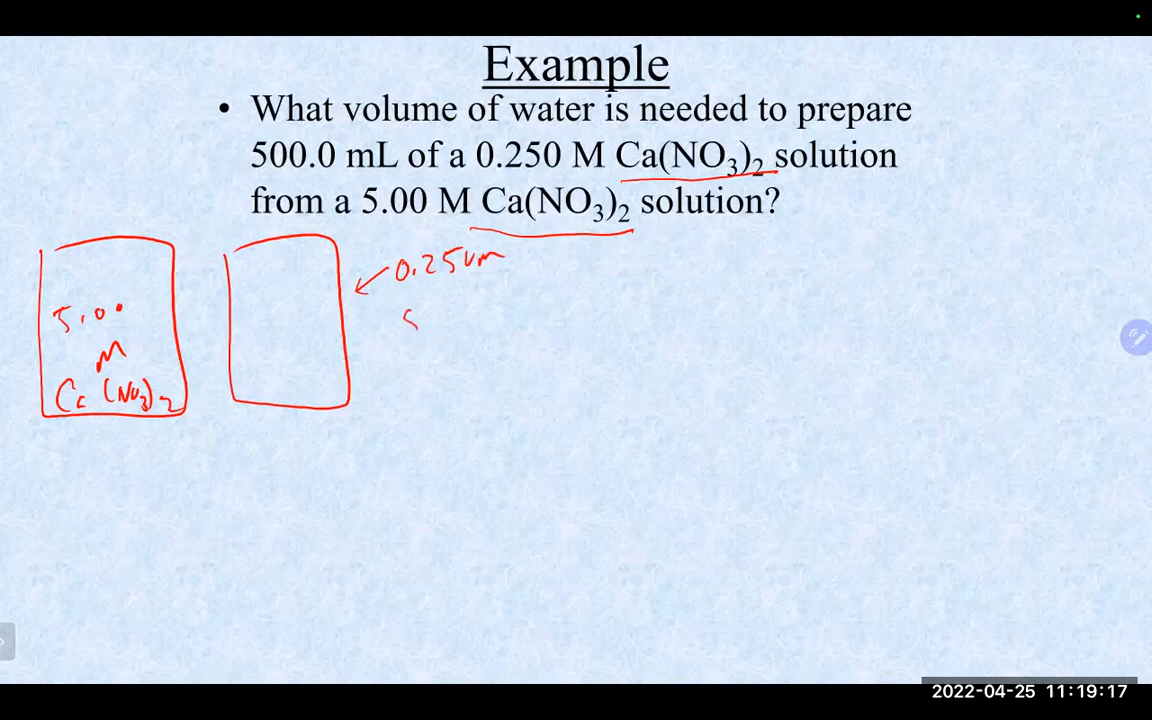 Example
• What volume of water is needed to prepare
500.0 mL of a 0.250 M Ca(NO₃)₂ solution
from a 5.00 M Ca(NO₃)₂ solution?
0.250 M
5.00
M
Ca(NO₃)₂
5
2022-04-25 11:19:17